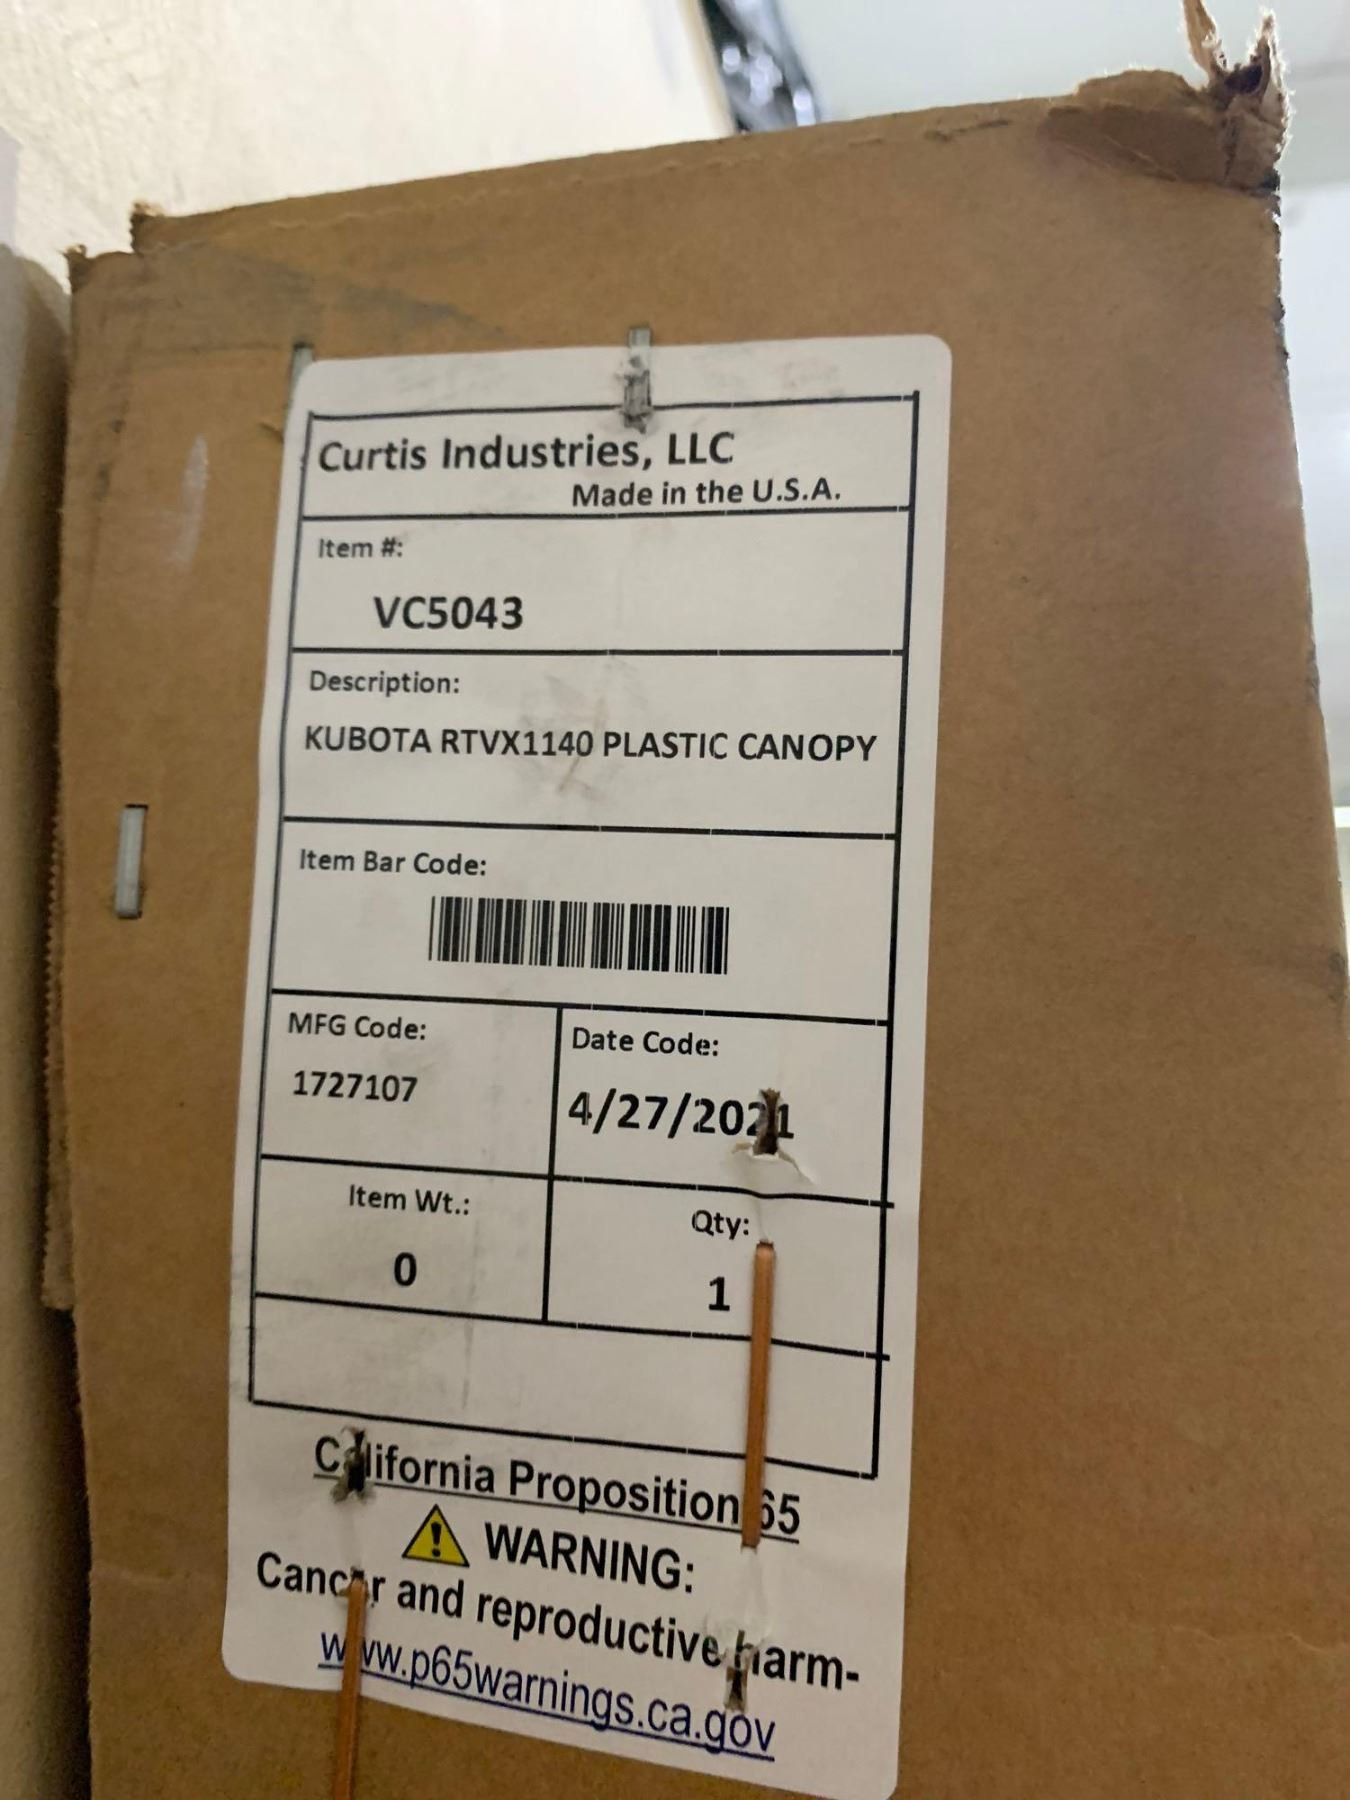 Curtis Industries, LLC
Made in the U.S.A.
Item #:
VC5043
Description:
KUBOTA RTVX1140 PLASTIC CANOPY
Item Bar Code:
MFG Code:
1727107
Date Code:
4/27/2021
Item Wt.:
0
Qty:
1
California Proposition 65
WARNING:
Cancer and reproductive harm-
www.p65warnings.ca.gov